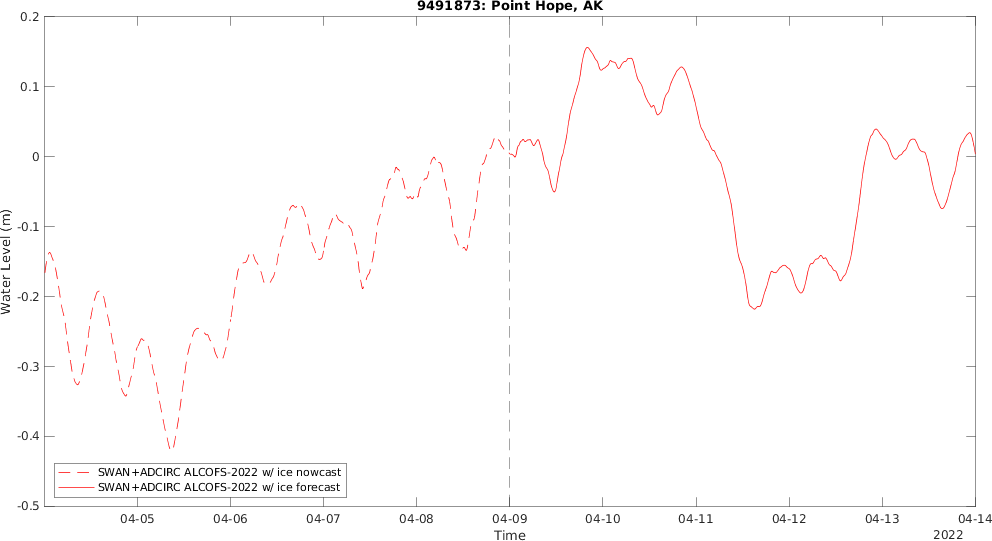 9491873: Point Hope, AK
0.2
0.1
0
-0.1
-0.2
-0.3
-0.4
-0.5
Water Level (m)
SWAN+ADCIRC ALCOFS-2022 w/ ice nowcast
SWAN+ADCIRC ALCOFS-2022 w/ ice forecast
04-05 04-06 04-07 04-08 04-09 04-10 04-11 04-12 04-13 04-14
Time
2022